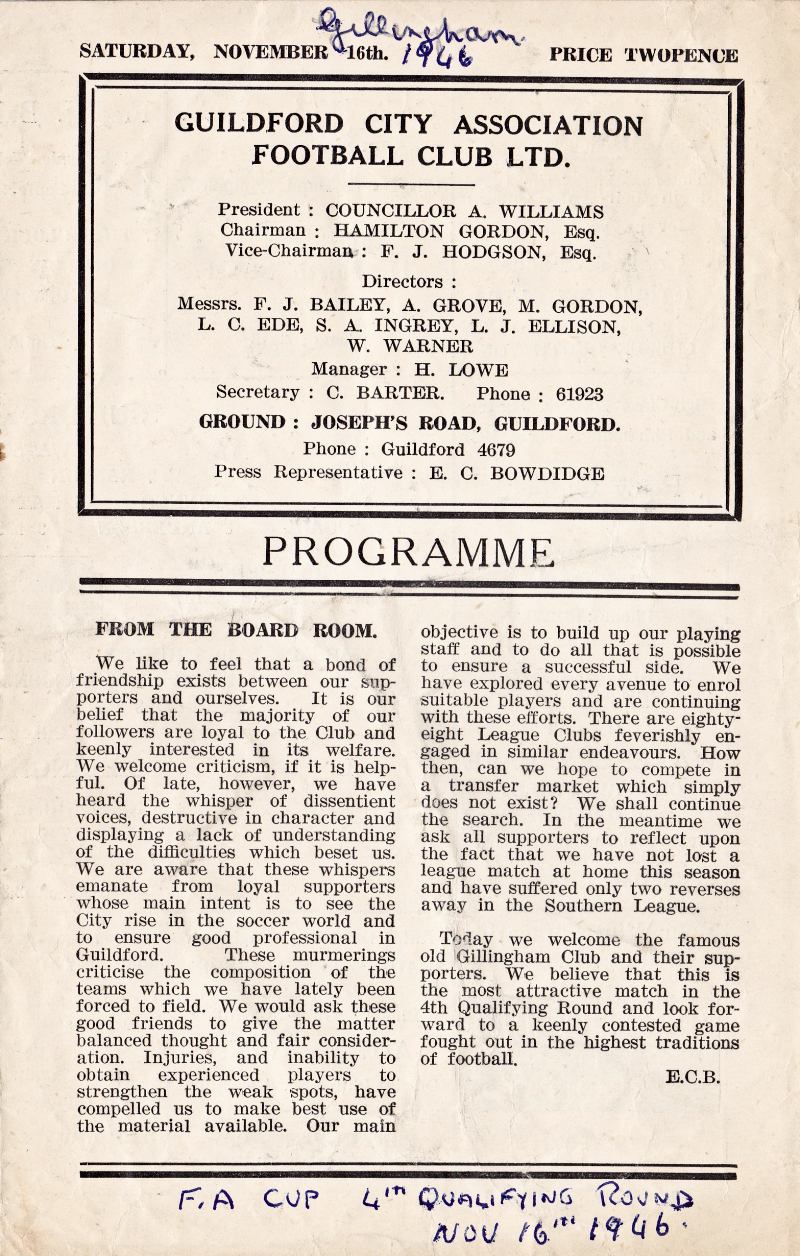 Gillingham
SATURDAY, NOVEMBER 16th. 1946 PRICE TWOPENCE
GUILDFORD CITY ASSOCIATION
FOOTBALL CLUB LTD.
President : COUNCILLOR A. WILLIAMS
Chairman : HAMILTON GORDON, Esq.
Vice-Chairman : F. J. HODGSON, Esq.
Directors :
Messrs. F. J. BAILEY, A. GROVE, M. GORDON,
L. C. EDE, S. A. INGREY, L. J. ELLISON,
W. WARNER
Manager : H. LOWE
Secretary : C. BARTER. Phone : 61923
GROUND : JOSEPH'S ROAD, GUILDFORD.
Phone : Guildford 4679
Press Representative : E. C. BOWDIDGE
PROGRAMME
FROM THE BOARD ROOM.
We like to feel that a bond of
friendship exists between our sup-
porters and ourselves. It is our
belief that the majority of our
followers are loyal to the Club and
keenly interested in its welfare.
We welcome criticism, if it is help-
ful. Of late, however, we have
heard the whisper of dissentient
voices, destructive in character and
displaying a lack of understanding
of the difficulties which beset us.
We are aware that these whispers
emanate from loyal supporters
whose main intent is to see the
City rise in the soccer world and
to ensure good professional in
Guildford. These murmerings
criticise the composition of the
teams which we have lately been
forced to field. We would ask these
good friends to give the matter
balanced thought and fair consider-
ation. Injuries, and inability to
obtain experienced players to
strengthen the weak spots, have
compelled us to make best use of
the material available. Our main
objective is to build up our playing
staff and to do all that is possible
to ensure a successful side. We
have explored every avenue to enrol
suitable players and are continuing
with these efforts. There are eighty-
eight League Clubs feverishly en-
gaged in similar endeavours. How
then, can we hope to compete in
a transfer market which simply
does not exist? We shall continue
the search. In the meantime we
ask all supporters to reflect upon
the fact that we have not lost a
league match at home this season
and have suffered only two reverses
away in the Southern League.
Today we welcome the famous
old Gillingham Club and their sup-
porters. We believe that this is
the most attractive match in the
4th Qualifying Round and look for-
ward to a keenly contested game
fought out in the highest traditions
of football.
E.C.B.
F.A CUP 4TH QUALIFYING ROUND
NOV 16TH 1946.